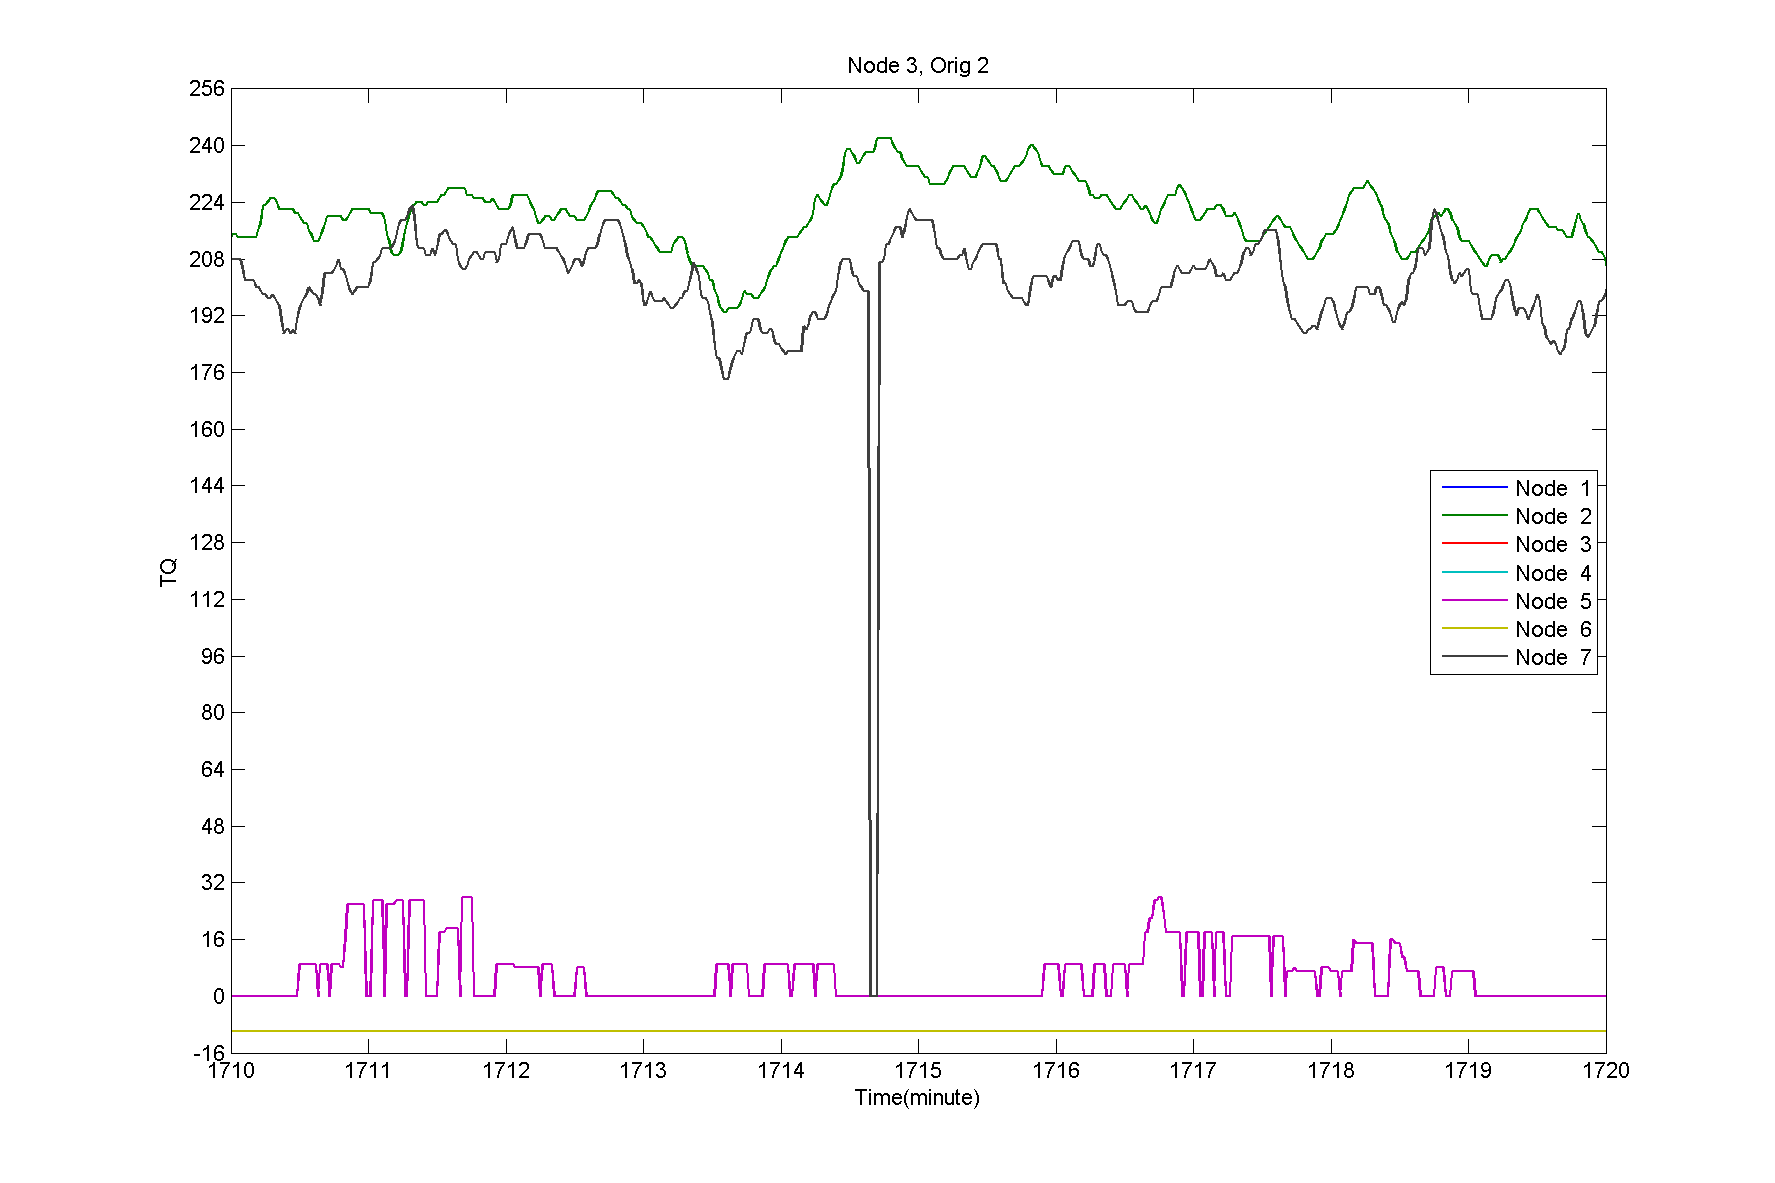 Node 3, Orig 2
256
240
224
208
192
176
160
144
128
112
96
80
64
48
32
16
0
-16
TQ
Node 1
Node 2
Node 3
Node 4
Node 5
Node 6
Node 7
1710 1711 1712 1713 1714 1715 1716 1717 1718 1719 1720
Time(minute)